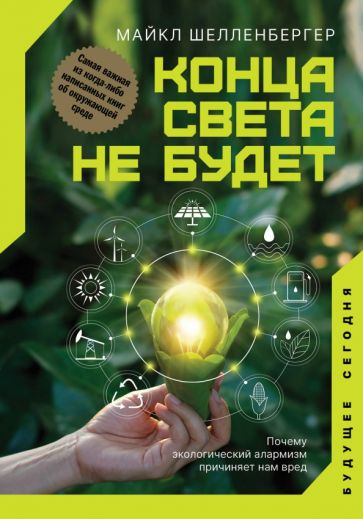 МАЙКЛ ШЕЛЛЕНБЕРГЕР
КОНЦА
СВЕТА
НЕ БУДЕТ
Самая важная
из когда-либо
написанных книг
об окружающей
среде
Почему
экологический алармизм
причиняет нам вред
БУДУЩЕЕ СЕГОДНЯ